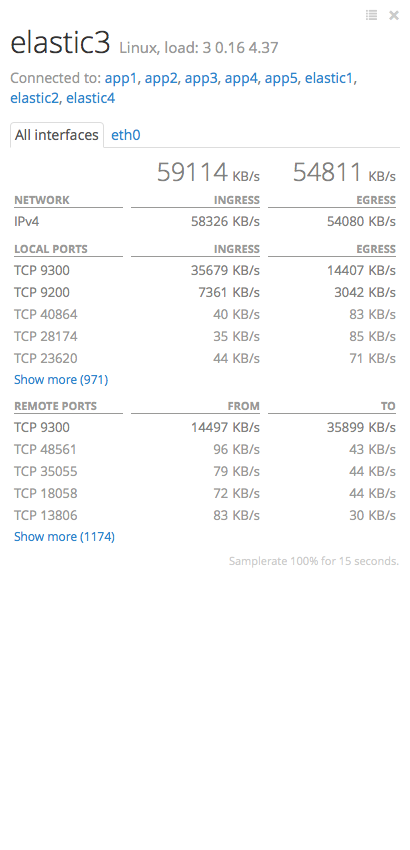 elastic3 Linux, load: 3 0.16 4.37
Connected to: app1, app2, app3, app4, app5, elastic1,
elastic2, elastic4
All interfaces eth0
59114 KB/s 54811 KB/s
NETWORK INGRESS EGRESS
IPv4 58326 KB/s 54080 KB/s
LOCAL PORTS INGRESS EGRESS
TCP 9300 35679 KB/s 14407 KB/s
TCP 9200 7361 KB/s 3042 KB/s
TCP 40864 40 KB/s 83 KB/s
TCP 28174 35 KB/s 85 KB/s
TCP 23620 44 KB/s 71 KB/s
Show more (971)
REMOTE PORTS FROM TO
TCP 9300 14497 KB/s 35899 KB/s
TCP 48561 96 KB/s 43 KB/s
TCP 35055 79 KB/s 44 KB/s
TCP 18058 72 KB/s 44 KB/s
TCP 13806 83 KB/s 30 KB/s
Show more (1174)
Samplerate 100% for 15 seconds.